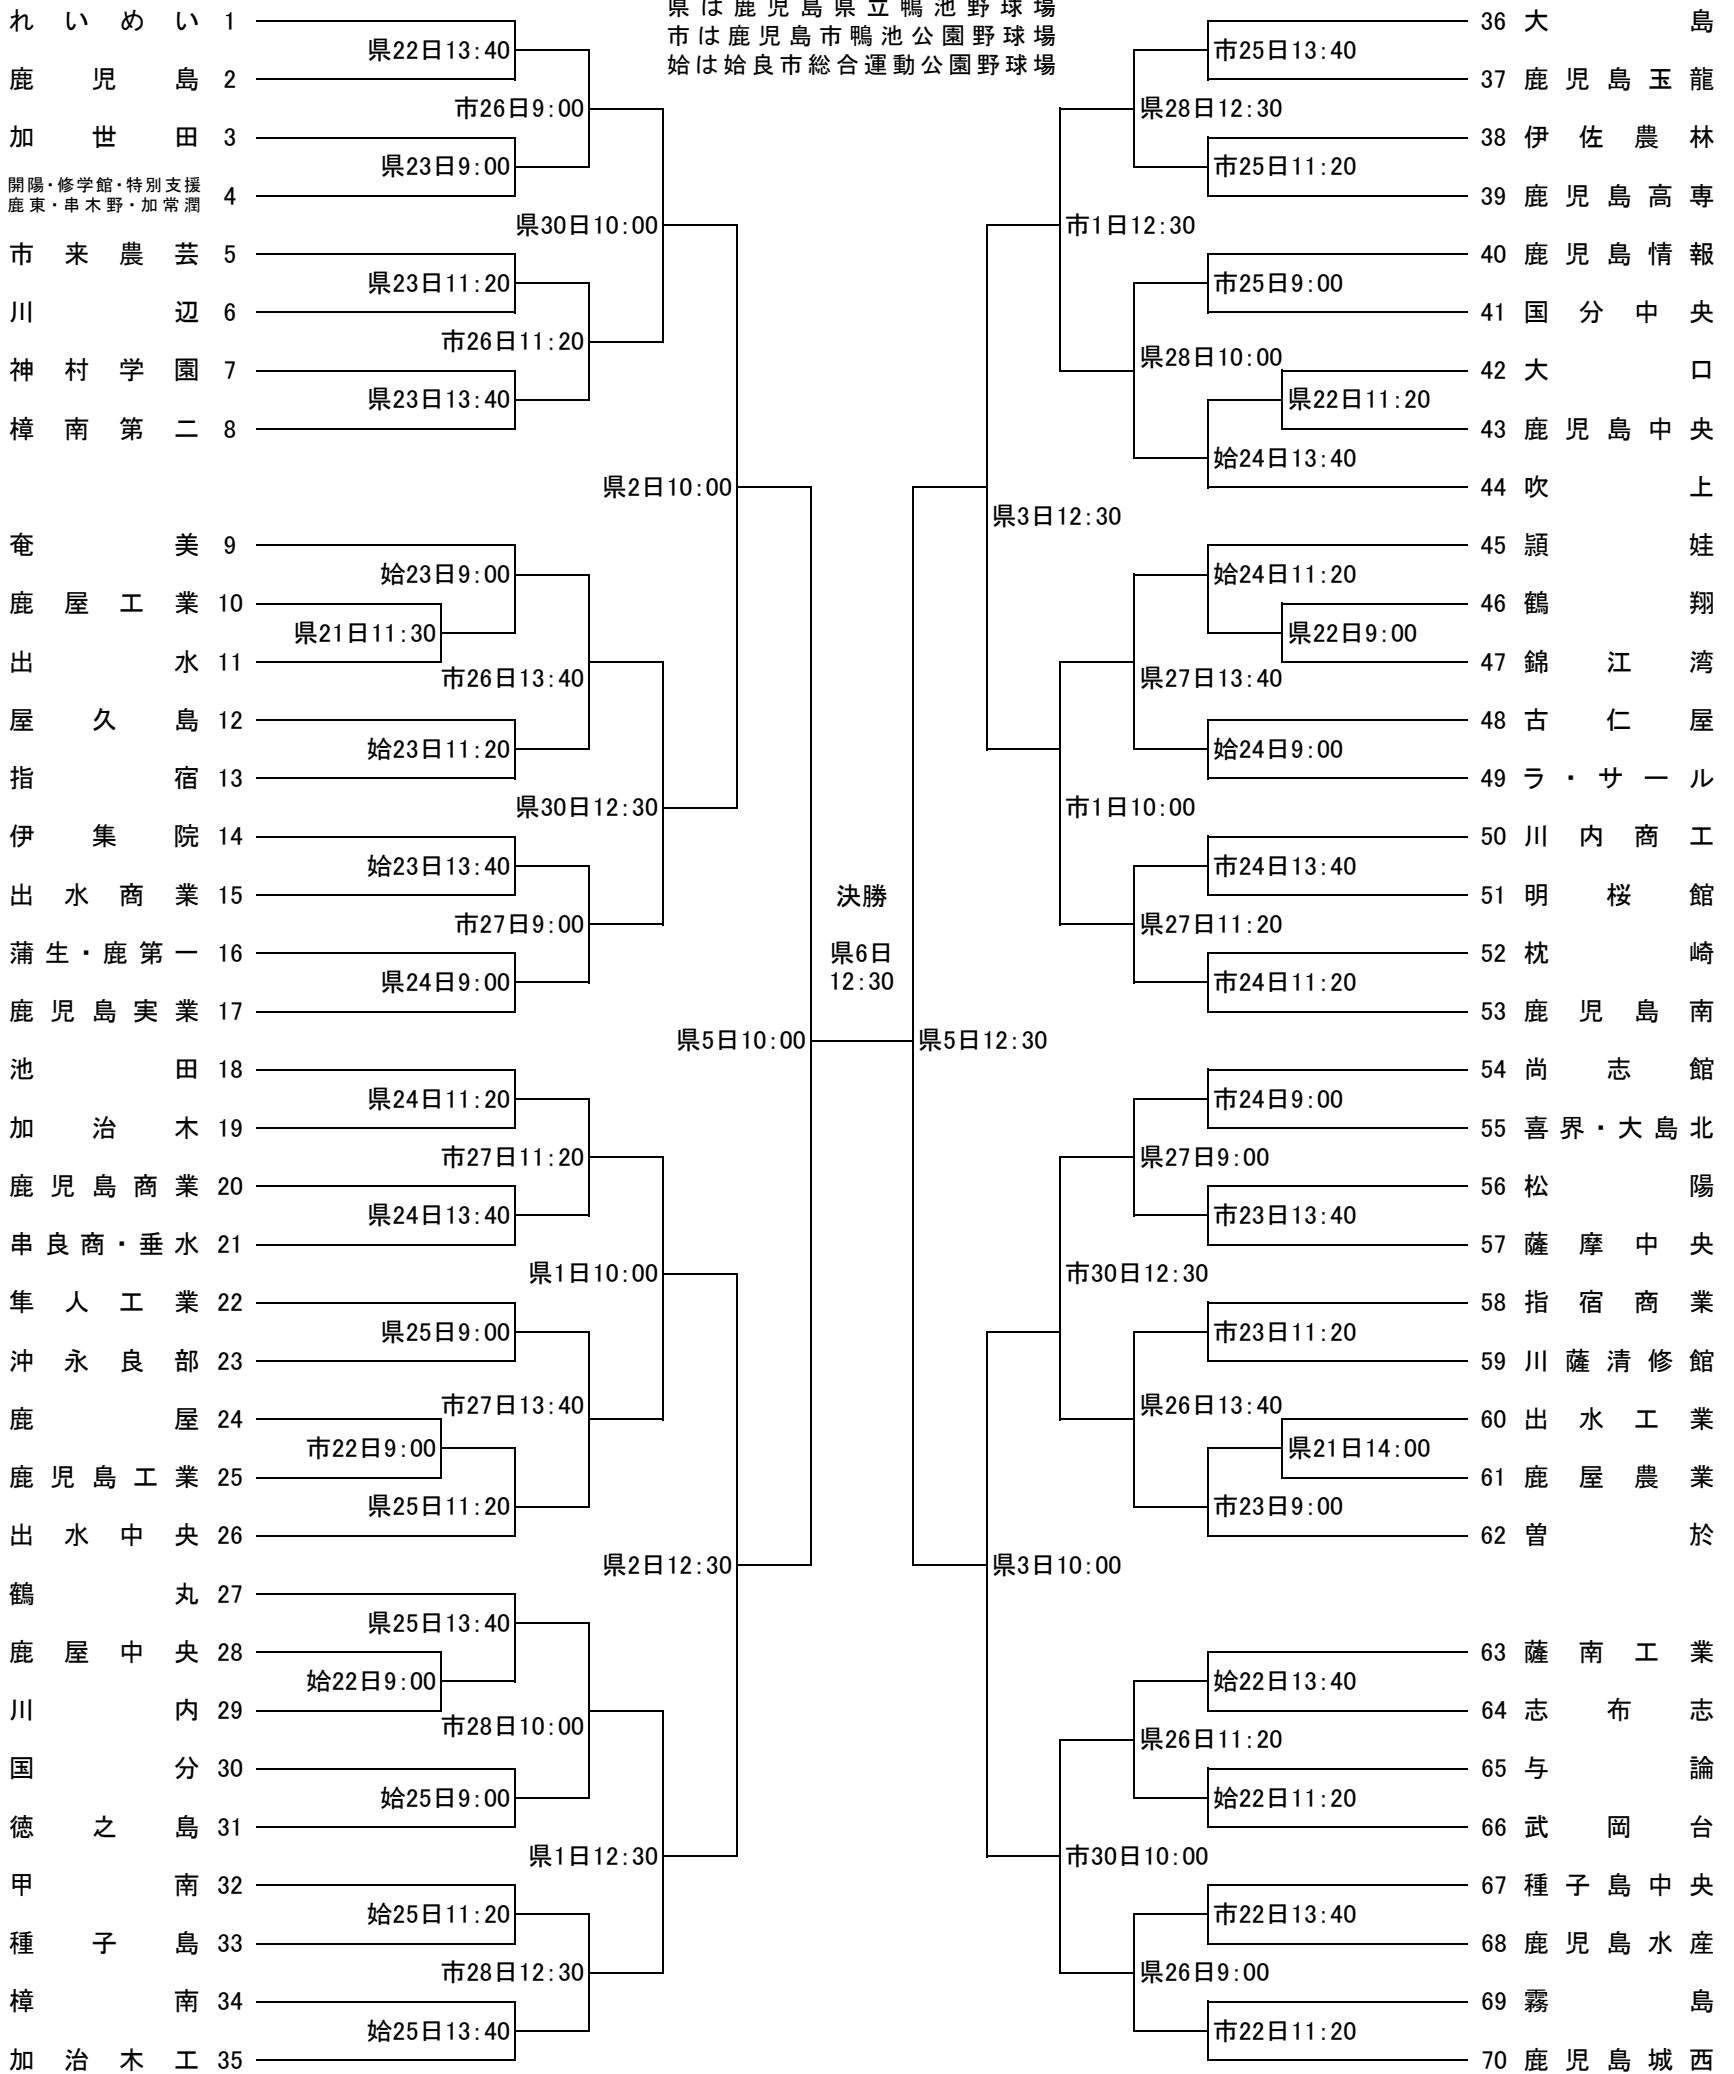 県は鹿児島県立鴨池野球場
市は鹿児島市鴨池公園野球場
姶は姶良市総合運動公園野球場
れいめい 1
県22日13:40
鹿児島 2
市26日9:00
加世田 3
県23日9:00
開陽・修学館・特別支援
鹿東・串木野・加常潤
4
県30日10:00
市来農芸 5
県23日11:20
川辺 6
市26日11:20
神村学園 7
県23日13:40
樟南第二 8
県2日10:00
奄美 9
姶23日9:00
鹿屋工業 10
県21日11:30
出水 11
市26日13:40
屋久島 12
姶23日11:20
指宿 13
県30日12:30
伊集院 14
姶23日13:40
出水商業 15
市27日9:00
蒲生・鹿第一 16
県24日9:00
鹿児島実業 17
県5日10:00
池田 18
県24日11:20
加治木 19
市27日11:20
鹿児島商業 20
県24日13:40
串良商・垂水 21
県1日10:00
隼人工業 22
県25日9:00
沖永良部 23
市27日13:40
鹿屋 24
市22日9:00
鹿児島工業 25
県25日11:20
出水中央 26
県2日12:30
鶴丸 27
県25日13:40
鹿屋中央 28
姶22日9:00
川内 29
市28日10:00
国分 30
姶25日9:00
徳之島 31
県1日12:30
甲南 32
姶25日11:20
種子島 33
市28日12:30
樟南 34
姶25日13:40
加治木工 35
決勝
県6日
12:30
36 大島
市25日13:40
37 鹿児島玉龍
県28日12:30
38 伊佐農林
市25日11:20
39 鹿児島高専
市1日12:30
40 鹿児島情報
市25日9:00
41 国分中央
県28日10:00
42 大口
県22日11:20
43 鹿児島中央
姶24日13:40
44 吹上
県3日12:30
45 頴娃
姶24日11:20
46 鶴翔
県22日9:00
47 錦江湾
県27日13:40
48 古仁屋
姶24日9:00
49 ラ・サール
市1日10:00
50 川内商工
市24日13:40
51 明桜館
県27日11:20
52 枕崎
市24日11:20
53 鹿児島南
県5日12:30
54 尚志館
市24日9:00
55 喜界・大島北
県27日9:00
56 松陽
市23日13:40
57 薩摩中央
市30日12:30
58 指宿商業
市23日11:20
59 川薩清修館
県26日13:40
60 出水工業
県21日14:00
61 鹿屋農業
市23日9:00
62 曽於
県3日10:00
63 薩南工業
姶22日13:40
64 志布志
県26日11:20
65 与論
姶22日11:20
66 武岡台
市30日10:00
67 種子島中央
市22日13:40
68 鹿児島水産
県26日9:00
69 霧島
市22日11:20
70 鹿児島城西